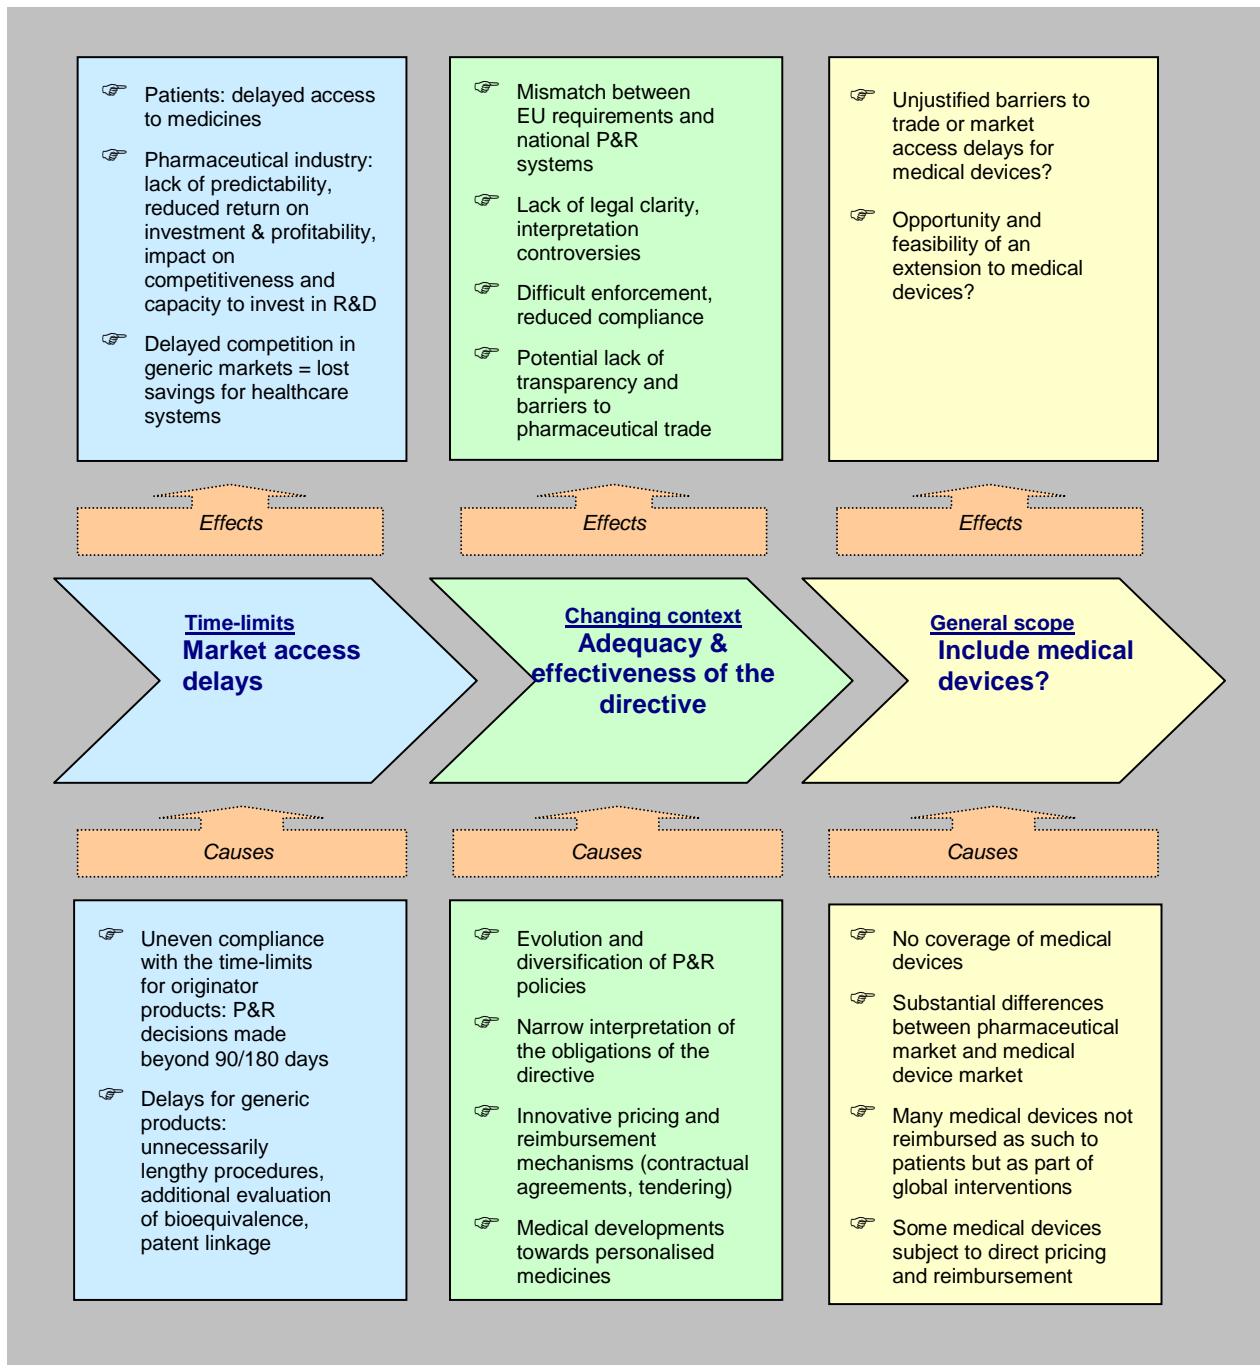 Patients: delayed access
to medicines
Pharmaceutical industry:
lack of predictability,
reduced return on
investment & profitability,
impact on
competitiveness and
capacity to invest in R&D
Delayed competition in
generic markets = lost
savings for healthcare
systems
Mismatch between
EU requirements and
national P&R
systems
Lack of legal clarity,
interpretation
controversies
Difficult enforcement,
reduced compliance
Potential lack of
transparency and
barriers to
pharmaceutical trade
Unjustified barriers to
trade or market
access delays for
medical devices?
Opportunity and
feasibility of an
extension to medical
devices?
Effects
Effects
Effects
Time-limits
Market access
delays
Changing context
Adequacy &
effectiveness of the
directive
General scope
Include medical
devices?
Causes
Causes
Causes
Uneven compliance
with the time-limits
for originator
products: P&R
decisions made
beyond 90/180 days
Delays for generic
products:
unnecessarily
lengthy procedures,
additional evaluation
of bioequivalence,
patent linkage
Evolution and
diversification of P&R
policies
Narrow interpretation of
the obligations of the
directive
Innovative pricing and
reimbursement
mechanisms (contractual
agreements, tendering)
Medical developments
towards personalised
medicines
No coverage of medical
devices
Substantial differences
between pharmaceutical
market and medical
device market
Many medical devices not
reimbursed as such to
patients but as part of
global interventions
Some medical devices
subject to direct pricing
and reimbursement